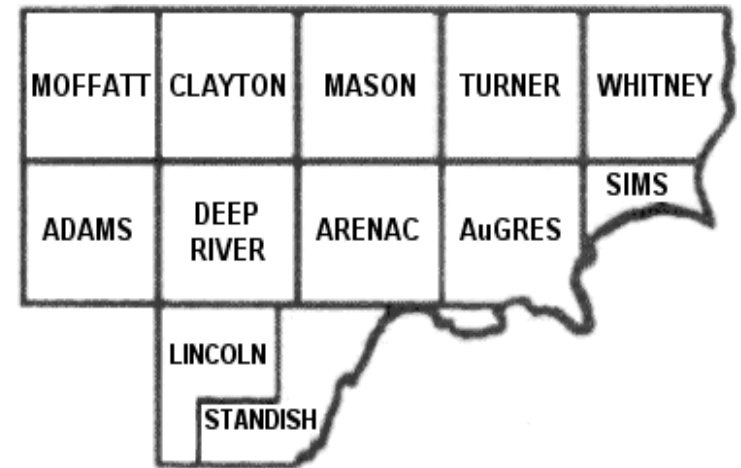 MOFFATT CLAYTON MASON TURNER WHITNEY
SIMS
ADAMS DEEP RIVER ARENAC AuGRES
LINCOLN
STANDISH